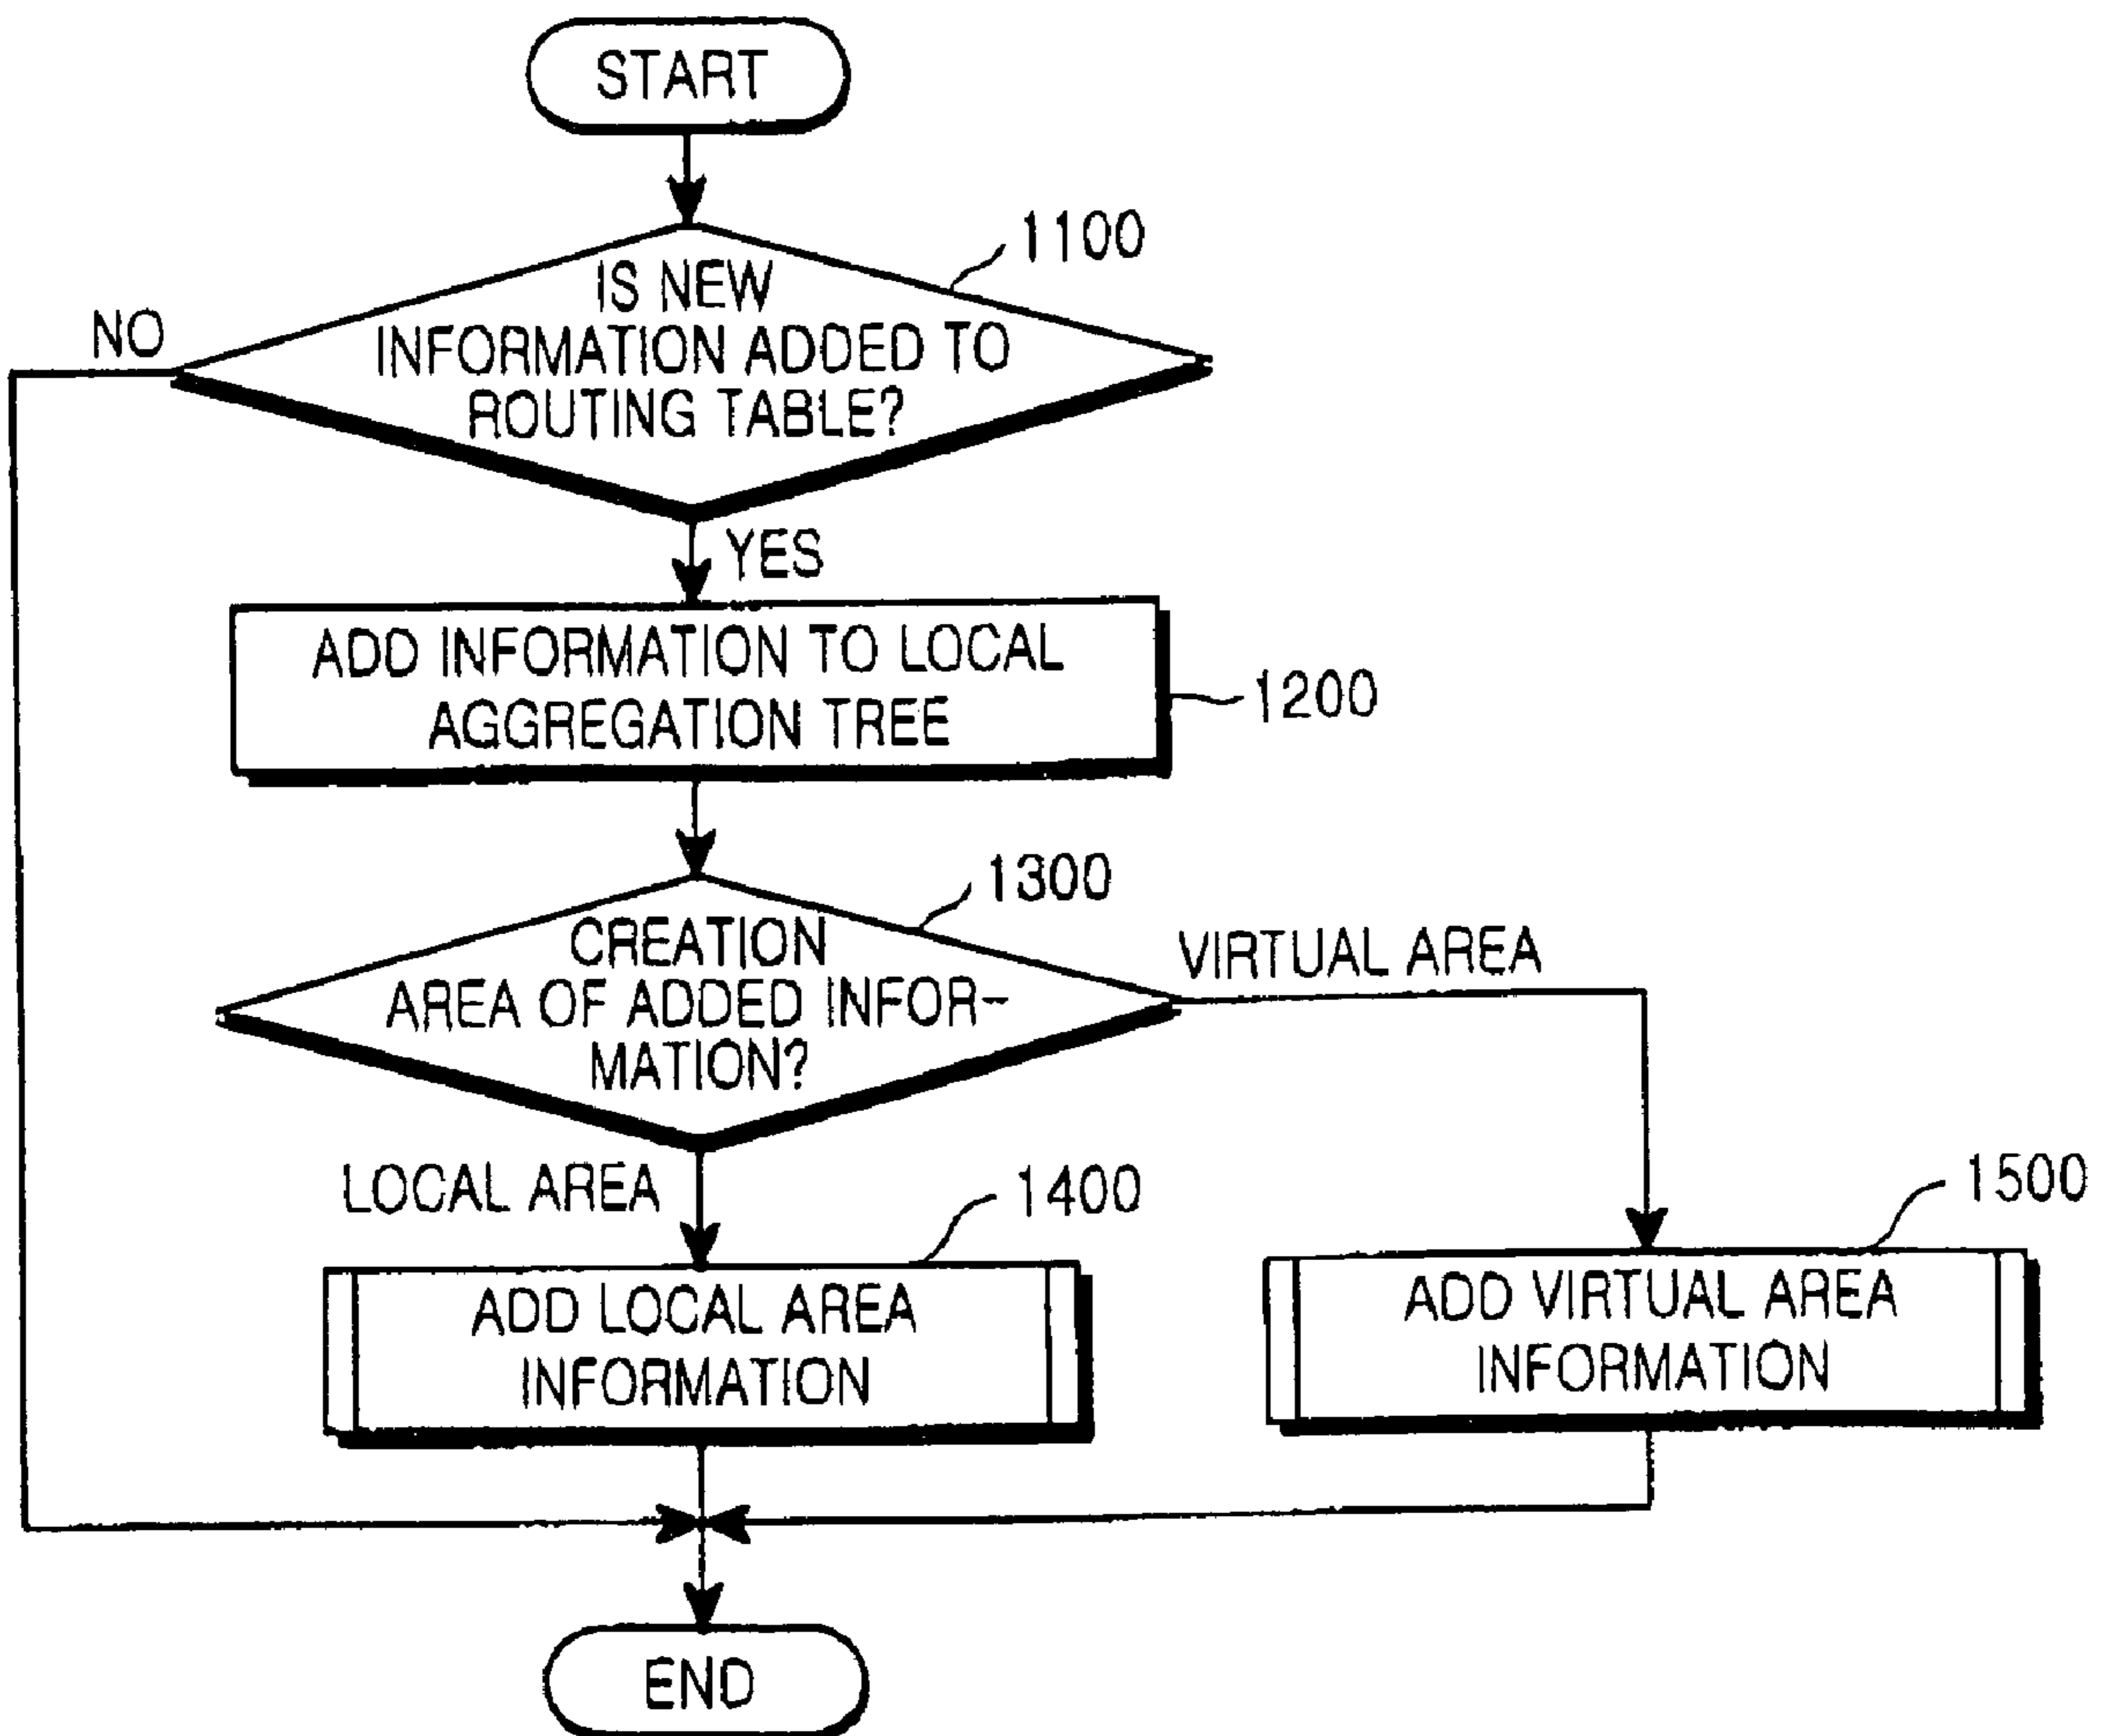 START
1100
IS NEW
INFORMATION ADDED TO
ROUTING TABLE?
NO
YES
ADD INFORMATION TO LOCAL
AGGREGATION TREE
1200
1300
CREATION
AREA OF ADDED INFOR-
MATION?
VIRTUAL AREA
LOCAL AREA
1400
1500
ADD LOCAL AREA
INFORMATION
ADD VIRTUAL AREA
INFORMATION
END